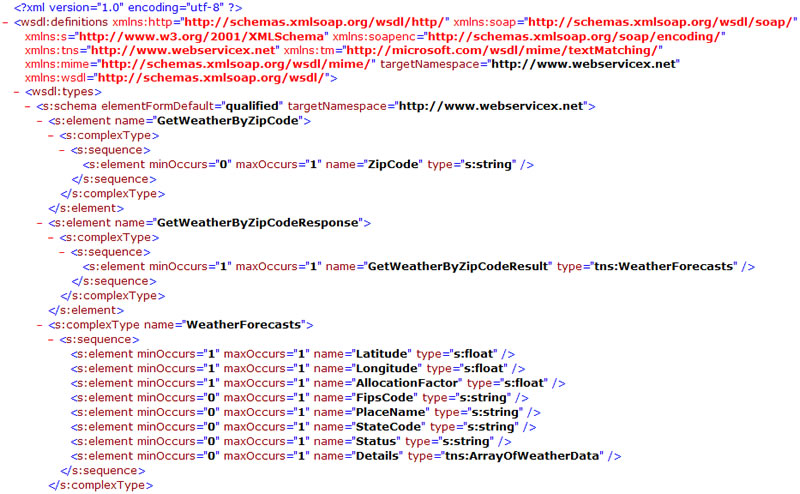 <?xml version="1.0" encoding="utf-8" ?>
- <wsdl:definitions xmlns:http="http://schemas.xmlsoap.org/wsdl/http/" xmlns:soap="http://schemas.xmlsoap.org/wsdl/soap/"
xmlns:s="http://www.w3.org/2001/XMLSchema" xmlns:soapenc="http://schemas.xmlsoap.org/soap/encoding/"
xmlns:tns="http://www.webservicex.net" xmlns:tm="http://microsoft.com/wsdl/mime/textMatching/"
xmlns:mime="http://schemas.xmlsoap.org/wsdl/mime/" targetNamespace="http://www.webservicex.net"
xmlns:wsdl="http://schemas.xmlsoap.org/wsdl/">
- <wsdl:types>
- <s:schema elementFormDefault="qualified" targetNamespace="http://www.webservicex.net">
- <s:element name="GetWeatherByZipCode">
- <s:complexType>
- <s:sequence>
<s:element minOccurs="0" maxOccurs="1" name="ZipCode" type="s:string" />
</s:sequence>
</s:complexType>
</s:element>
- <s:element name="GetWeatherByZipCodeResponse">
- <s:complexType>
- <s:sequence>
<s:element minOccurs="1" maxOccurs="1" name="GetWeatherByZipCodeResult" type="tns:WeatherForecasts" />
</s:sequence>
</s:complexType>
</s:element>
- <s:complexType name="WeatherForecasts">
- <s:sequence>
<s:element minOccurs="1" maxOccurs="1" name="Latitude" type="s:float" />
<s:element minOccurs="1" maxOccurs="1" name="Longitude" type="s:float" />
<s:element minOccurs="1" maxOccurs="1" name="AllocationFactor" type="s:float" />
<s:element minOccurs="0" maxOccurs="1" name="FipsCode" type="s:string" />
<s:element minOccurs="0" maxOccurs="1" name="PlaceName" type="s:string" />
<s:element minOccurs="0" maxOccurs="1" name="StateCode" type="s:string" />
<s:element minOccurs="0" maxOccurs="1" name="Status" type="s:string" />
<s:element minOccurs="0" maxOccurs="1" name="Details" type="tns:ArrayOfWeatherData" />
</s:sequence>
</s:complexType>